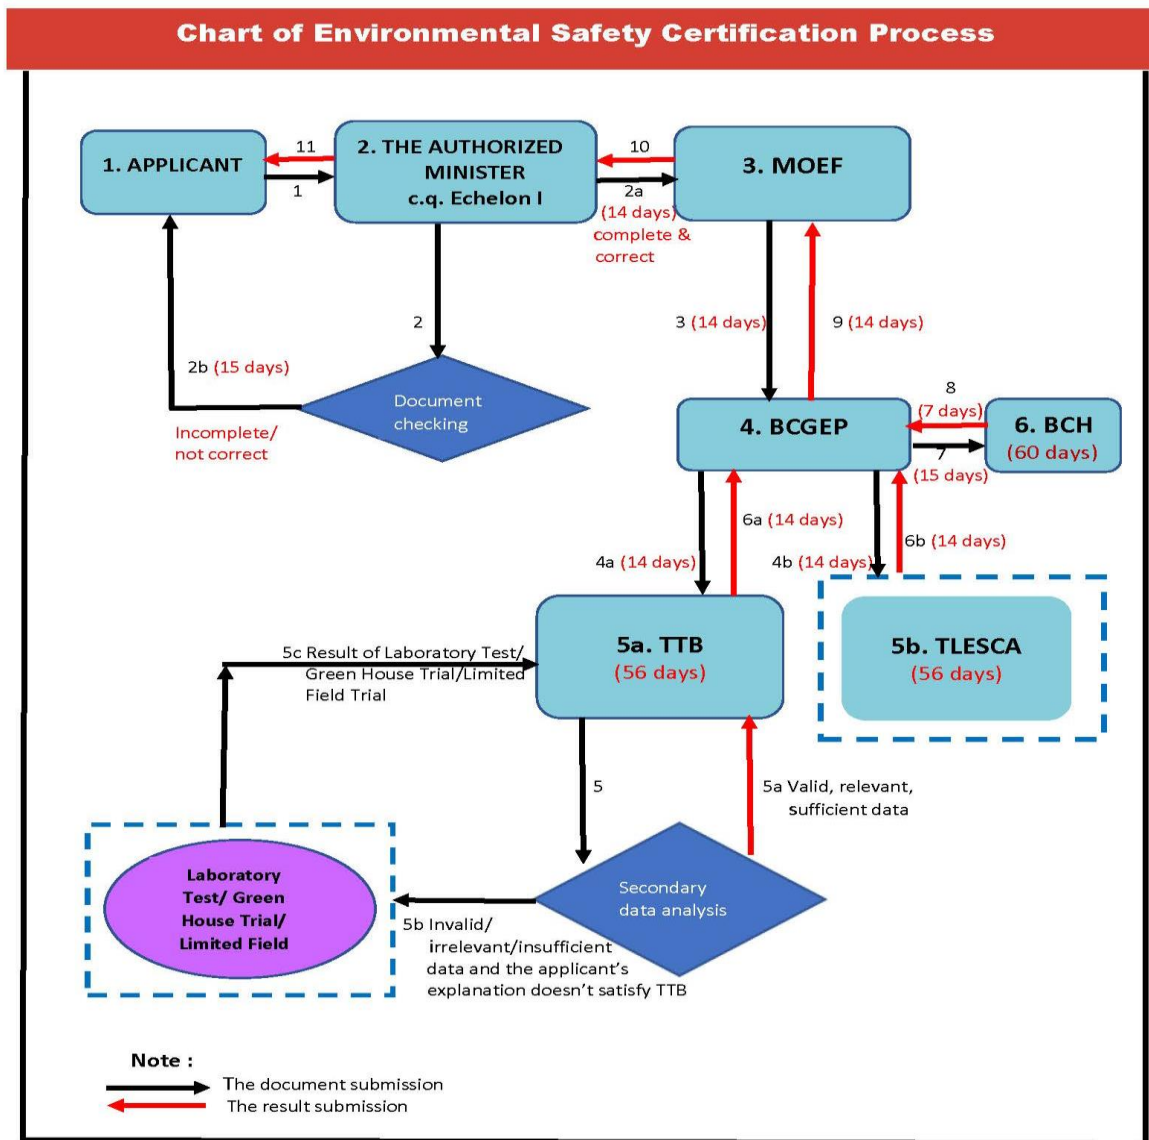 Chart of Environmental Safety Certification Process
1. APPLICANT
11
1
2. THE AUTHORIZED
MINISTER
c.q. Echelon I
10
2a
(14 days)
complete &
correct
3. MOEF
2
3 (14 days)
9 (14 days)
2b (15 days)
Incomplete/
not correct
Document
checking
4. BCGEP
8
(7 days)
7
(15 days)
6. BCH
(60 days)
4a (14 days)
6a (14 days)
4b (14 days)
6b (14 days)
5a. TTB
(56 days)
5b. TLESCA
(56 days)
5c Result of Laboratory Test/
Green House Trial/Limited
Field Trial
5
5a Valid, relevant,
sufficient data
Laboratory
Test/ Green
House Trial/
Limited Field
Secondary
data analysis
5b Invalid/
irrelevant/insufficient
data and the applicant's
explanation doesn't satisfy TTB
Note :
The document submission
The result submission